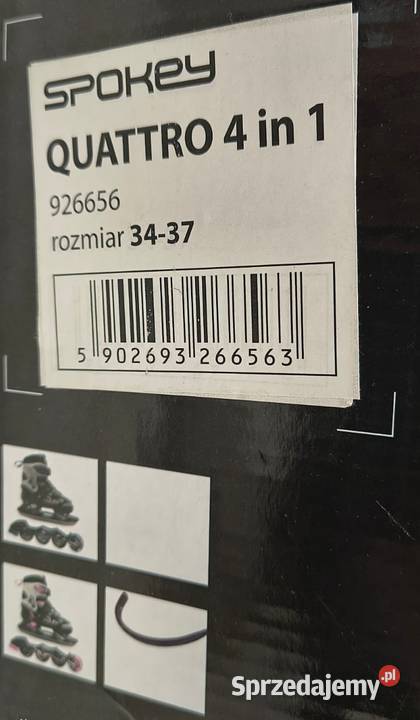 SPOKEY
QUATTRO 4 in 1
926656
rozmiar 34-37
5 902693 266563
Sprzedajemy.pl